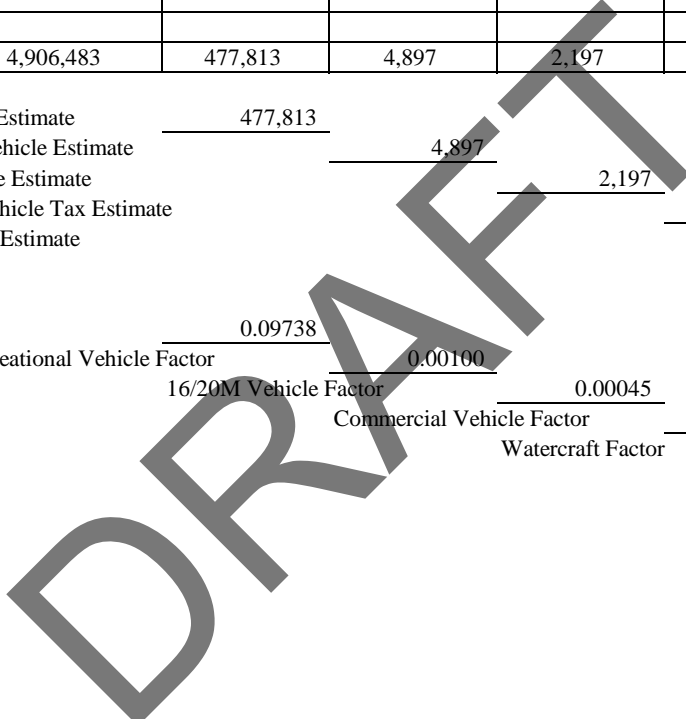 4,906,483 477,813 4,897 2,197
Estimate 477,813
ehicle Estimate 4,897
e Estimate 2,197
hicle Tax Estimate
Estimate
0.09738
eational Vehicle Factor 0.00100
16/20M Vehicle Factor 0.00045
Commercial Vehicle Factor
Watercraft Factor
DRAFT